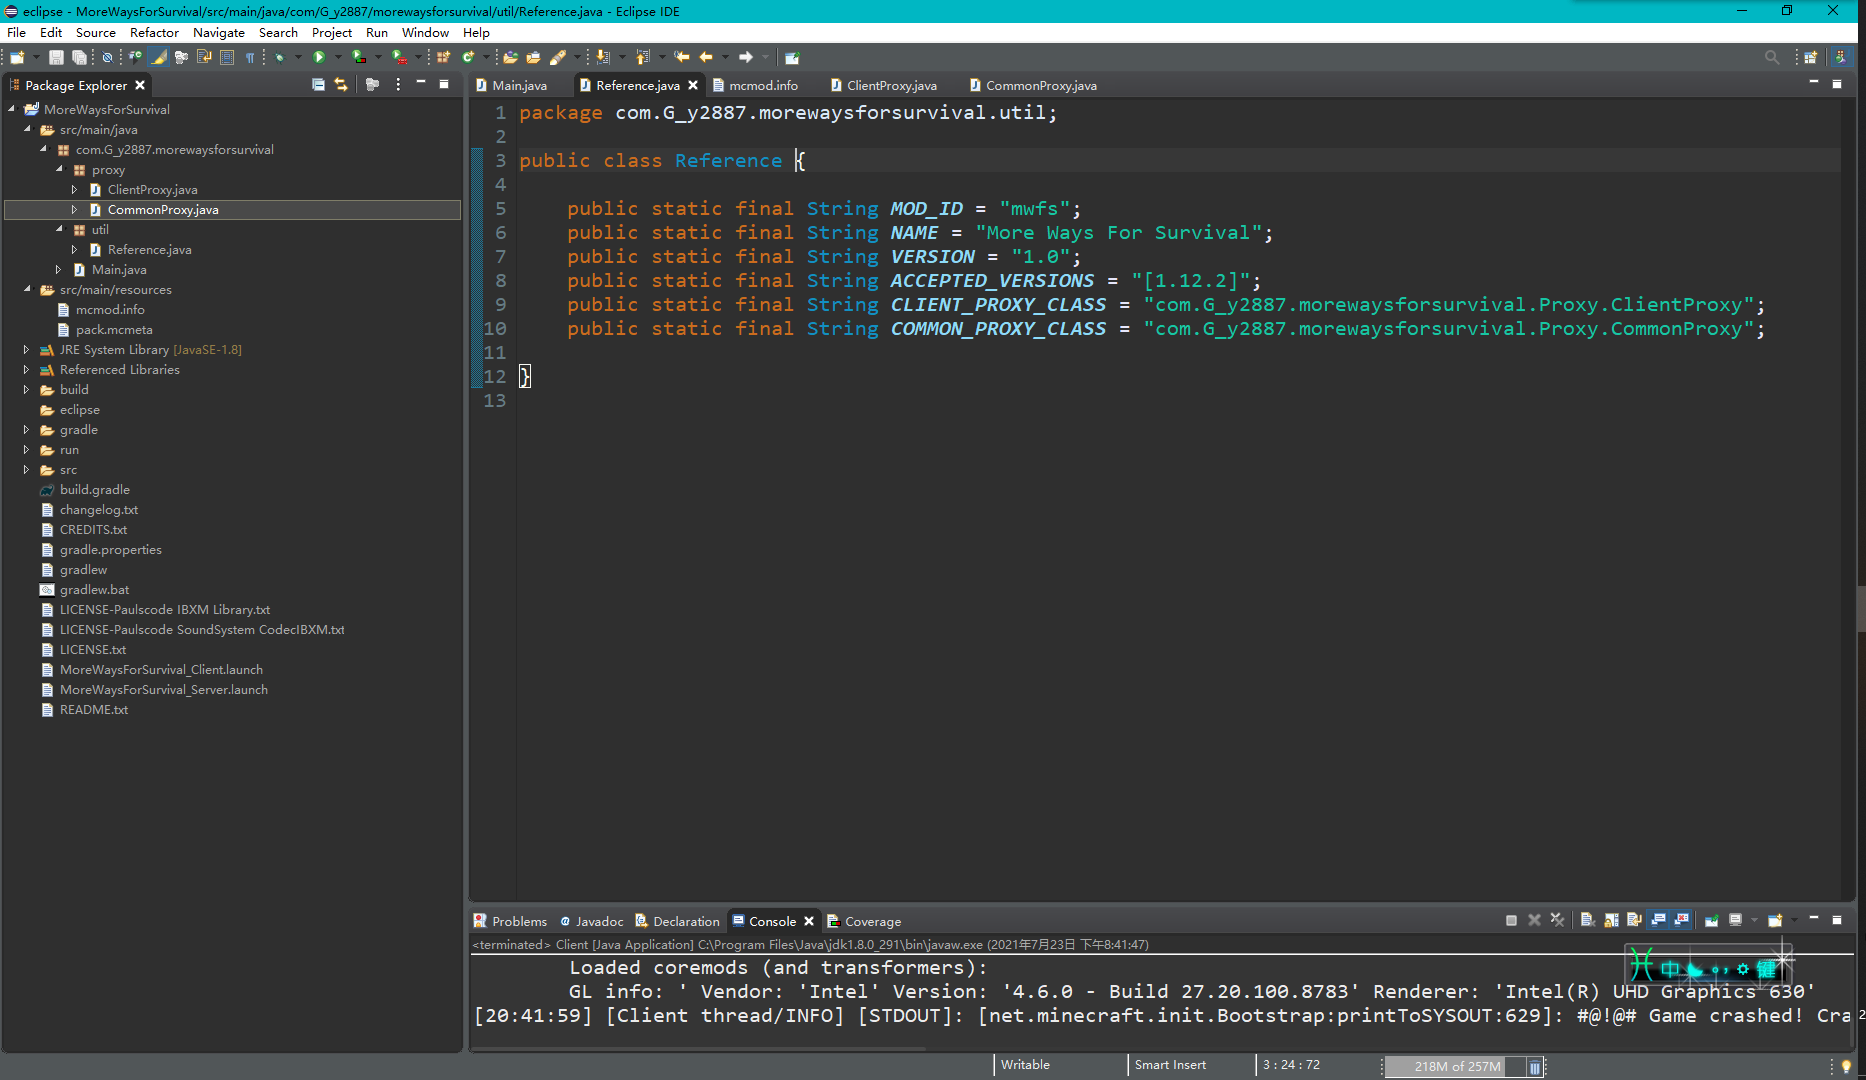 eclipse - MoreWaysForSurvival/src/main/java/com/G_y2887/morewaysforsurvival/util/Reference.java - Eclipse IDE
File Edit Source Refactor Navigate Search Project Run Window Help
Package Explorer
MoreWaysForSurvival
src/main/java
com.G_y2887.morewaysforsurvival
proxy
ClientProxy.java
CommonProxy.java
util
Reference.java
Main.java
src/main/resources
mcmod.info
pack.mcmeta
JRE System Library [JavaSE-1.8]
Referenced Libraries
build
eclipse
gradle
run
src
build.gradle
changelog.txt
CREDITS.txt
gradle.properties
gradlew
gradlew.bat
LICENSE-Paulscode IBXM Library.txt
LICENSE-Paulscode SoundSystem CodecIBXM.txt
LICENSE.txt
MoreWaysForSurvival_Client.launch
MoreWaysForSurvival_Server.launch
README.txt
Main.java Reference.java mcmod.info ClientProxy.java CommonProxy.java
1 package com.G_y2887.morewaysforsurvival.util;
2
3 public class Reference {
4
5 public static final String MOD_ID = "mwfs";
6 public static final String NAME = "More Ways For Survival";
7 public static final String VERSION = "1.0";
8 public static final String ACCEPTED_VERSIONS = "[1.12.2]";
9 public static final String CLIENT_PROXY_CLASS = "com.G_y2887.morewaysforsurvival.Proxy.ClientProxy";
10 public static final String COMMON_PROXY_CLASS = "com.G_y2887.morewaysforsurvival.Proxy.CommonProxy";
11
12 }
13
Problems Javadoc Declaration Console Coverage
<terminated> Client [Java Application] C:\Program Files\Java\jdk1.8.0_291\bin\javaw.exe (2021年7月23日 下午8:41:47)
Loaded coremods (and transformers):
GL info: ' Vendor: 'Intel' Version: '4.6.0 - Build 27.20.100.8783' Renderer: 'Intel(R) UHD Graphics 630'
[20:41:59] [Client thread/INFO] [STDOUT]: [net.minecraft.init.Bootstrap:printToSYSOUT:629]: #@!@# Game crashed! Cra
中 键
Writable Smart Insert 3 : 24 : 72 218M of 257M